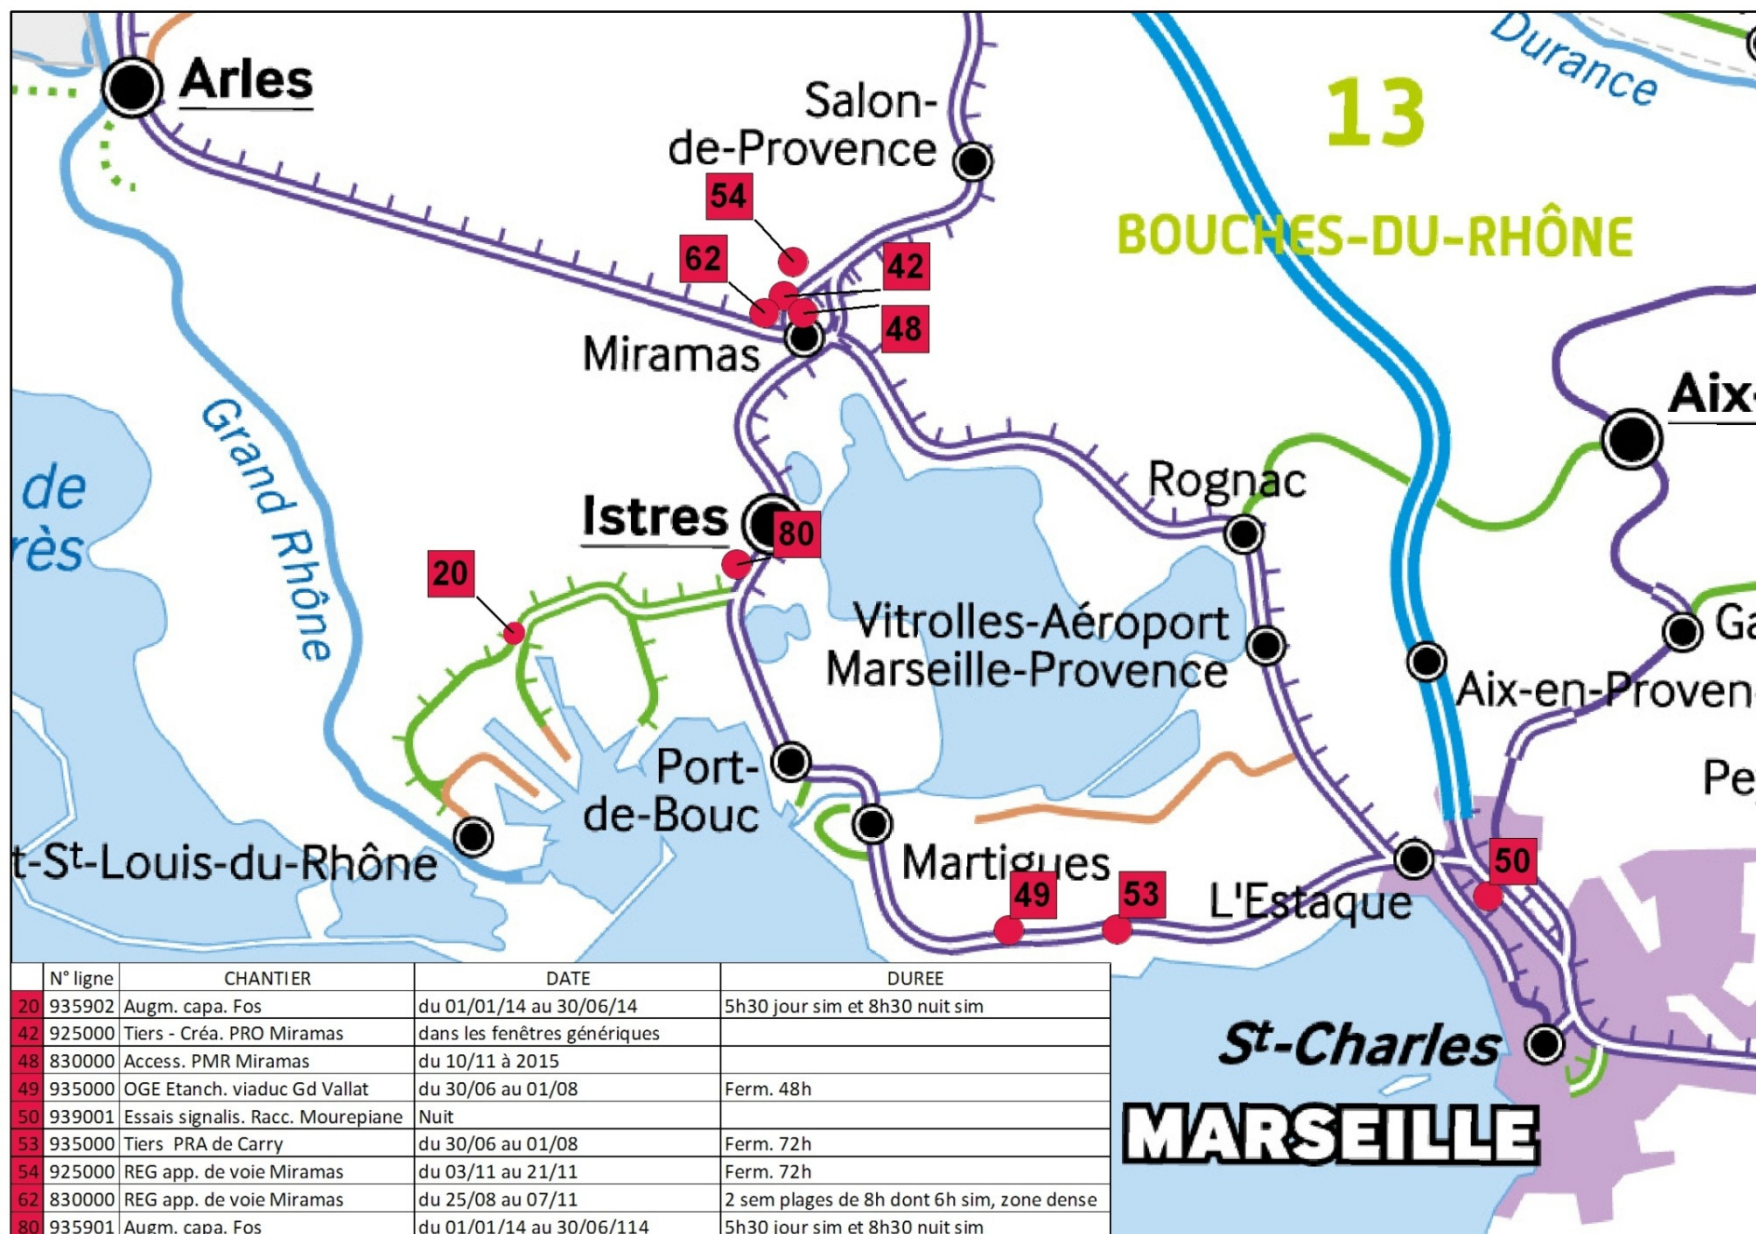 Durance
Arles
Salon-
de-Provence
13
54
BOUCHES-DU-RHÔNE
62
42
48
Miramas
Aix-
Grand Rhône
de
rès
Rognac
Istres
80
20
Vitrolles-Aéroport
Marseille-Provence
Ga
Aix-en-Proven
Port-
de-Bouc
Pey
t-St-Louis-du-Rhône
Martigues
50
49
53
L'Estaque
St-Charles
MARSEILLE
N° ligne CHANTIER DATE DUREE
20 935902 Augm. capa. Fos du 01/01/14 au 30/06/14 5h30 jour sim et 8h30 nuit sim
42 925000 Tiers - Créa. PRO Miramas dans les fenêtres génériques
48 830000 Access. PMR Miramas du 10/11 à 2015
49 935000 OGE Etanch. viaduc Gd Vallat du 30/06 au 01/08 Ferm. 48h
50 939001 Essais signalis. Racc. Mourepiane Nuit
53 935000 Tiers PRA de Carry du 30/06 au 01/08 Ferm. 72h
54 925000 REG app. de voie Miramas du 03/11 au 21/11 Ferm. 72h
62 830000 REG app. de voie Miramas du 25/08 au 07/11 2 sem plages de 8h dont 6h sim, zone dense
80 935901 Augm. capa. Fos du 01/01/14 au 30/06/114 5h30 jour sim et 8h30 nuit sim